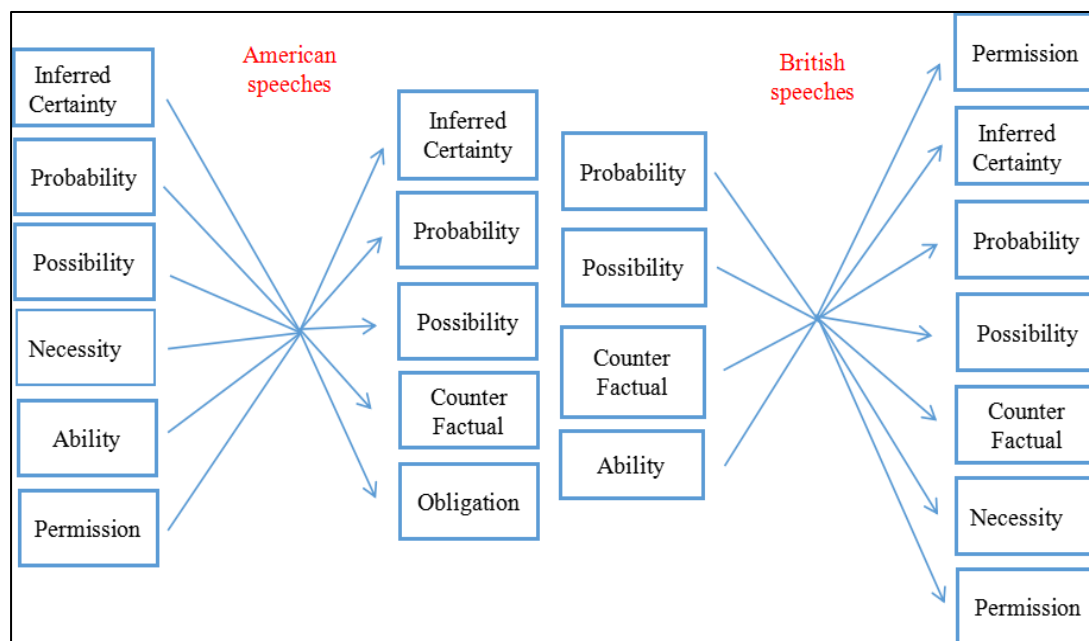 American
speeches
Inferred
Certainty
Probability
Possibility
Necessity
Ability
Permission
Inferred
Certainty
Probability
Possibility
Counter
Factual
Obligation
British
speeches
Probability
Possibility
Counter
Factual
Ability
Permission
Inferred
Certainty
Probability
Possibility
Counter
Factual
Necessity
Permission